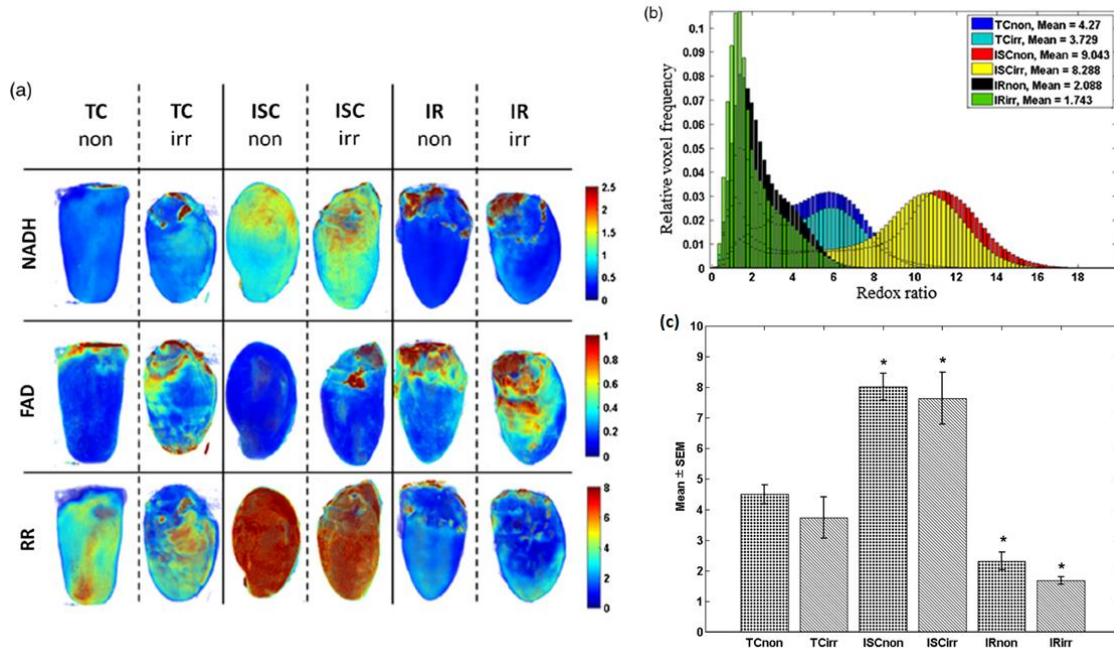 (a)
TC TC ISC ISC IR IR
non irr non irr non irr
NADH
2.5
2
1.5
1
0.5
0
FAD
1
0.8
0.6
0.4
0.2
0
RR
8
6
4
2
0
(b)
Relative voxel frequency
0.1
0.09
0.08
0.07
0.06
0.05
0.04
0.03
0.02
0.01
0
0 2 4 6 8 10 12 14 16 18
Redox ratio
TCnon, Mean = 4.27
TCirr, Mean = 3.729
ISCnon, Mean = 9.043
ISCirr, Mean = 8.288
IRnon, Mean = 2.088
IRirr, Mean = 1.743
(c)
Mean ± SEM
10
9
8
7
6
5
4
3
2
1
0
* * * *
TCnon TCirr ISCnon ISCirr IRnon IRirr